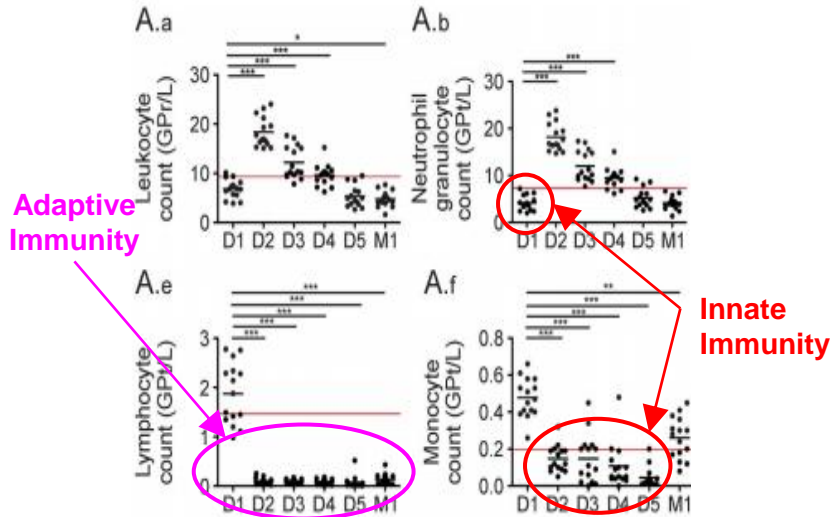 A.a
A.b
*
***
***
***
***
***
***
Leukocyte
count (GPr/L)
30
20
10
0
D1 D2 D3 D4 D5 M1
Neutrophil
granulocyte
count (GPt/L)
30
20
10
0
D1 D2 D3 D4 D5 M1
Adaptive
Immunity
Innate
Immunity
A.e
A.f
***
***
***
***
***
**
***
***
***
***
Lymphocyte
count (GPt/L)
3
2
1
0
D1 D2 D3 D4 D5 M1
Monocyte
count (GPt/L)
0.8
0.6
0.4
0.2
0.0
D1 D2 D3 D4 D5 M1